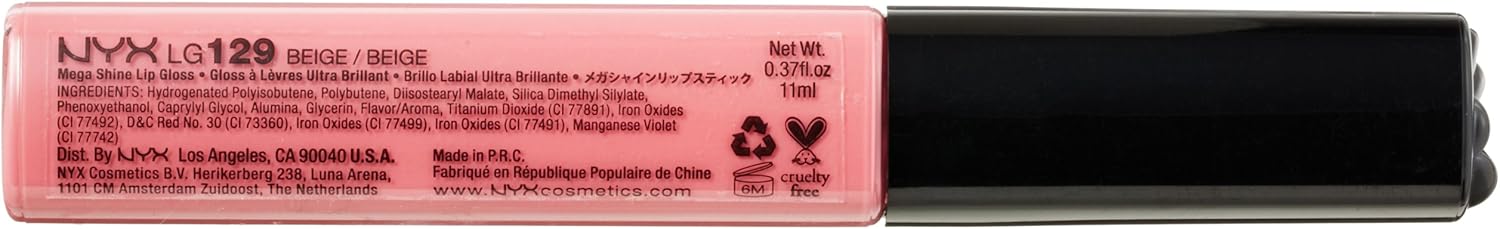 NYX LG129 BEIGE / BEIGE
Mega Shine Lip Gloss • Gloss à Lèvres Ultra Brillant • Brillo Labial Ultra Brillante • メガシャインリップスティック
INGREDIENTS: Hydrogenated Polyisobutene, Polybutene, Diisostearyl Malate, Silica Dimethyl Silylate,
Phenoxyethanol, Caprylyl Glycol, Alumina, Glycerin, Flavor/Aroma, Titanium Dioxide (CI 77891), Iron Oxides
(CI 77492), D&C Red No. 30 (CI 73360), Iron Oxides (CI 77499), Iron Oxides (CI 77491), Manganese Violet
(CI 77742)
Dist. By NYX Los Angeles, CA 90040 U.S.A.
NYX Cosmetics B.V. Herikerberg 238, Luna Arena,
1101 CM Amsterdam Zuidoost, The Netherlands
Made in P.R.C.
Fabriqué en République Populaire de Chine
www.NYXcosmetics.com
Net Wt.
0.37fl.oz
11ml
6M
cruelty
free